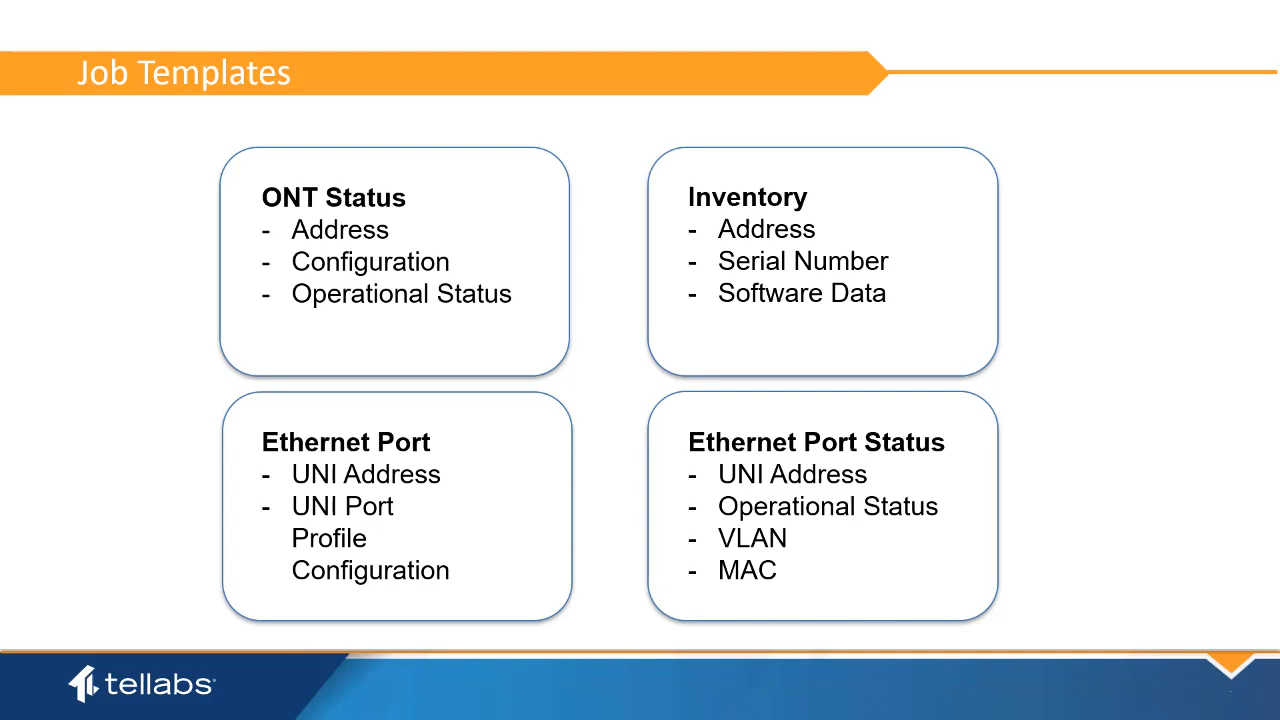 Job Templates
ONT Status
- Address
- Configuration
- Operational Status
Inventory
- Address
- Serial Number
- Software Data
Ethernet Port
- UNI Address
- UNI Port
Profile
Configuration
Ethernet Port Status
- UNI Address
- Operational Status
- VLAN
- MAC
tellabs